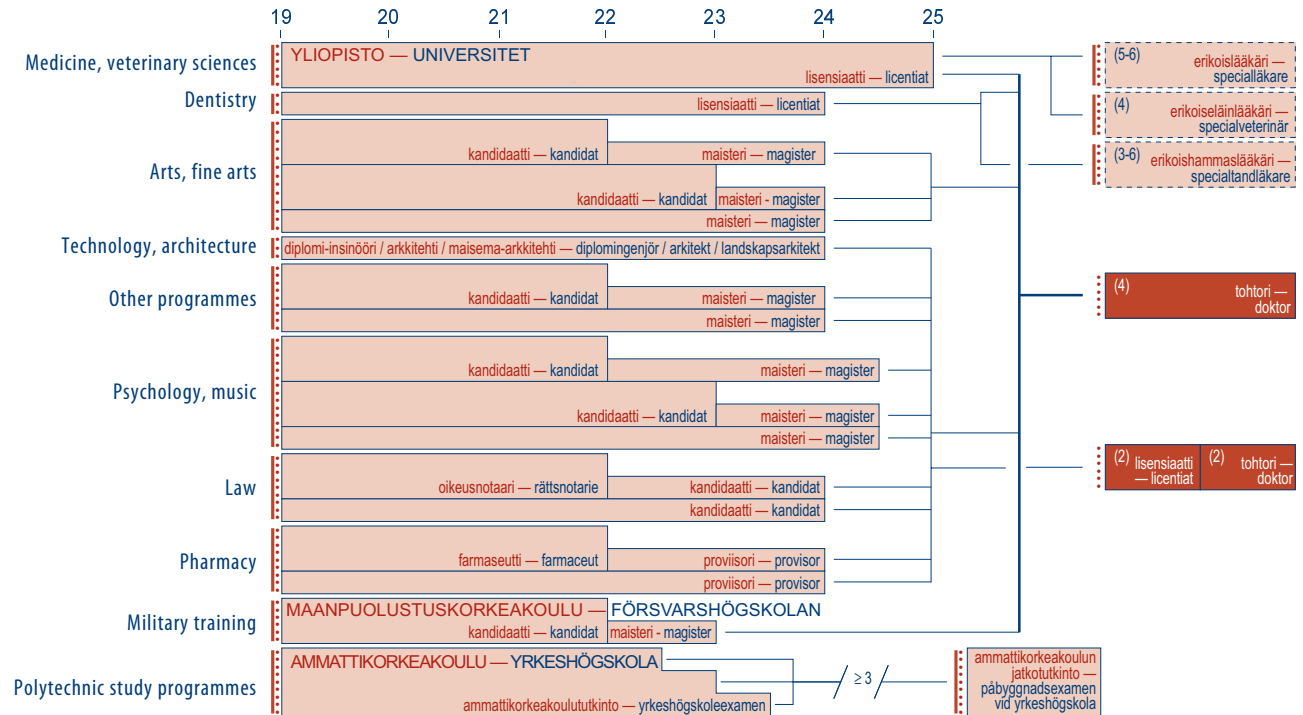 19 20 21 22 23 24 25
Medicine, veterinary sciences
YLIOPISTO — UNIVERSITET
lisensiaatti — licentiat
(5-6) erikoislääkäri —
specialläkare
Dentistry
lisensiaatti — licentiat
(4) erikoiseläinlääkäri —
specialveterinär
Arts, fine arts
kandidaatti — kandidat
maisteri — magister
(3-6) erikoishammaslääkäri —
specialtandläkare
kandidaatti — kandidat
maisteri - magister
maisteri — magister
Technology, architecture
diplomi-insinööri / arkkitehti / maisema-arkkitehti — diplomingenjör / arkitekt / landskapsarkitekt
Other programmes
kandidaatti — kandidat
maisteri — magister
maisteri — magister
(4) tohtori —
doktor
Psychology, music
kandidaatti — kandidat
maisteri — magister
kandidaatti — kandidat
maisteri — magister
maisteri — magister
(2) lisensiaatti
— licentiat
(2) tohtori —
doktor
Law
oikeusnotaari — rättsnotarie
kandidaatti — kandidat
kandidaatti — kandidat
Pharmacy
farmaseutti — farmaceut
proviisori — provisor
proviisori — provisor
Military training
MAANPUOLUSTUSKORKEAKOULU — FÖRSVARSHÖGSKOLAN
kandidaatti — kandidat
maisteri - magister
Polytechnic study programmes
AMMATTIKORKEAKOULU — YRKESHÖGSKOLA
ammattikorkeakoulututkinto — yrkeshögskoleexamen
≥ 3
ammattikorkeakoulun
jatkotutkinto —
påbyggnadsexamen
vid yrkeshögskola